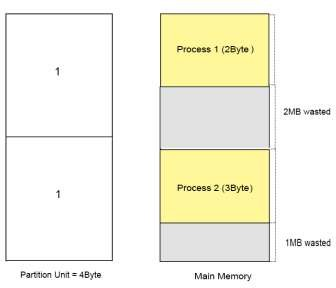 1
1
Partition Unit = 4Byte
Process 1 (2Byte )
2MB wasted
Process 2 (3Byte)
1MB wasted
Main Memory